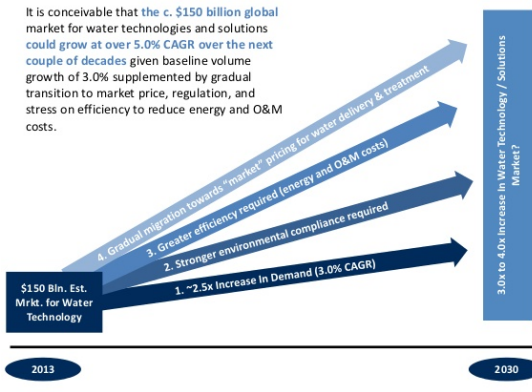 It is conceivable that the c. $150 billion global
market for water technologies and solutions
could grow at over 5.0% CAGR over the next
couple of decades given baseline volume
growth of 3.0% supplemented by gradual
transition to market price, regulation, and
stress on efficiency to reduce energy and O&M
costs.
4. Gradual migration towards “market” pricing for water delivery & treatment
3. Greater efficiency required (energy and O&M costs)
2. Stronger environmental compliance required
1. ~2.5x Increase In Demand (3.0% CAGR)
$150 Bln. Est.
Mrkt. for Water
Technology
3.0x to 4.0x Increase In Water Technology / Solutions
Market?
2013
2030